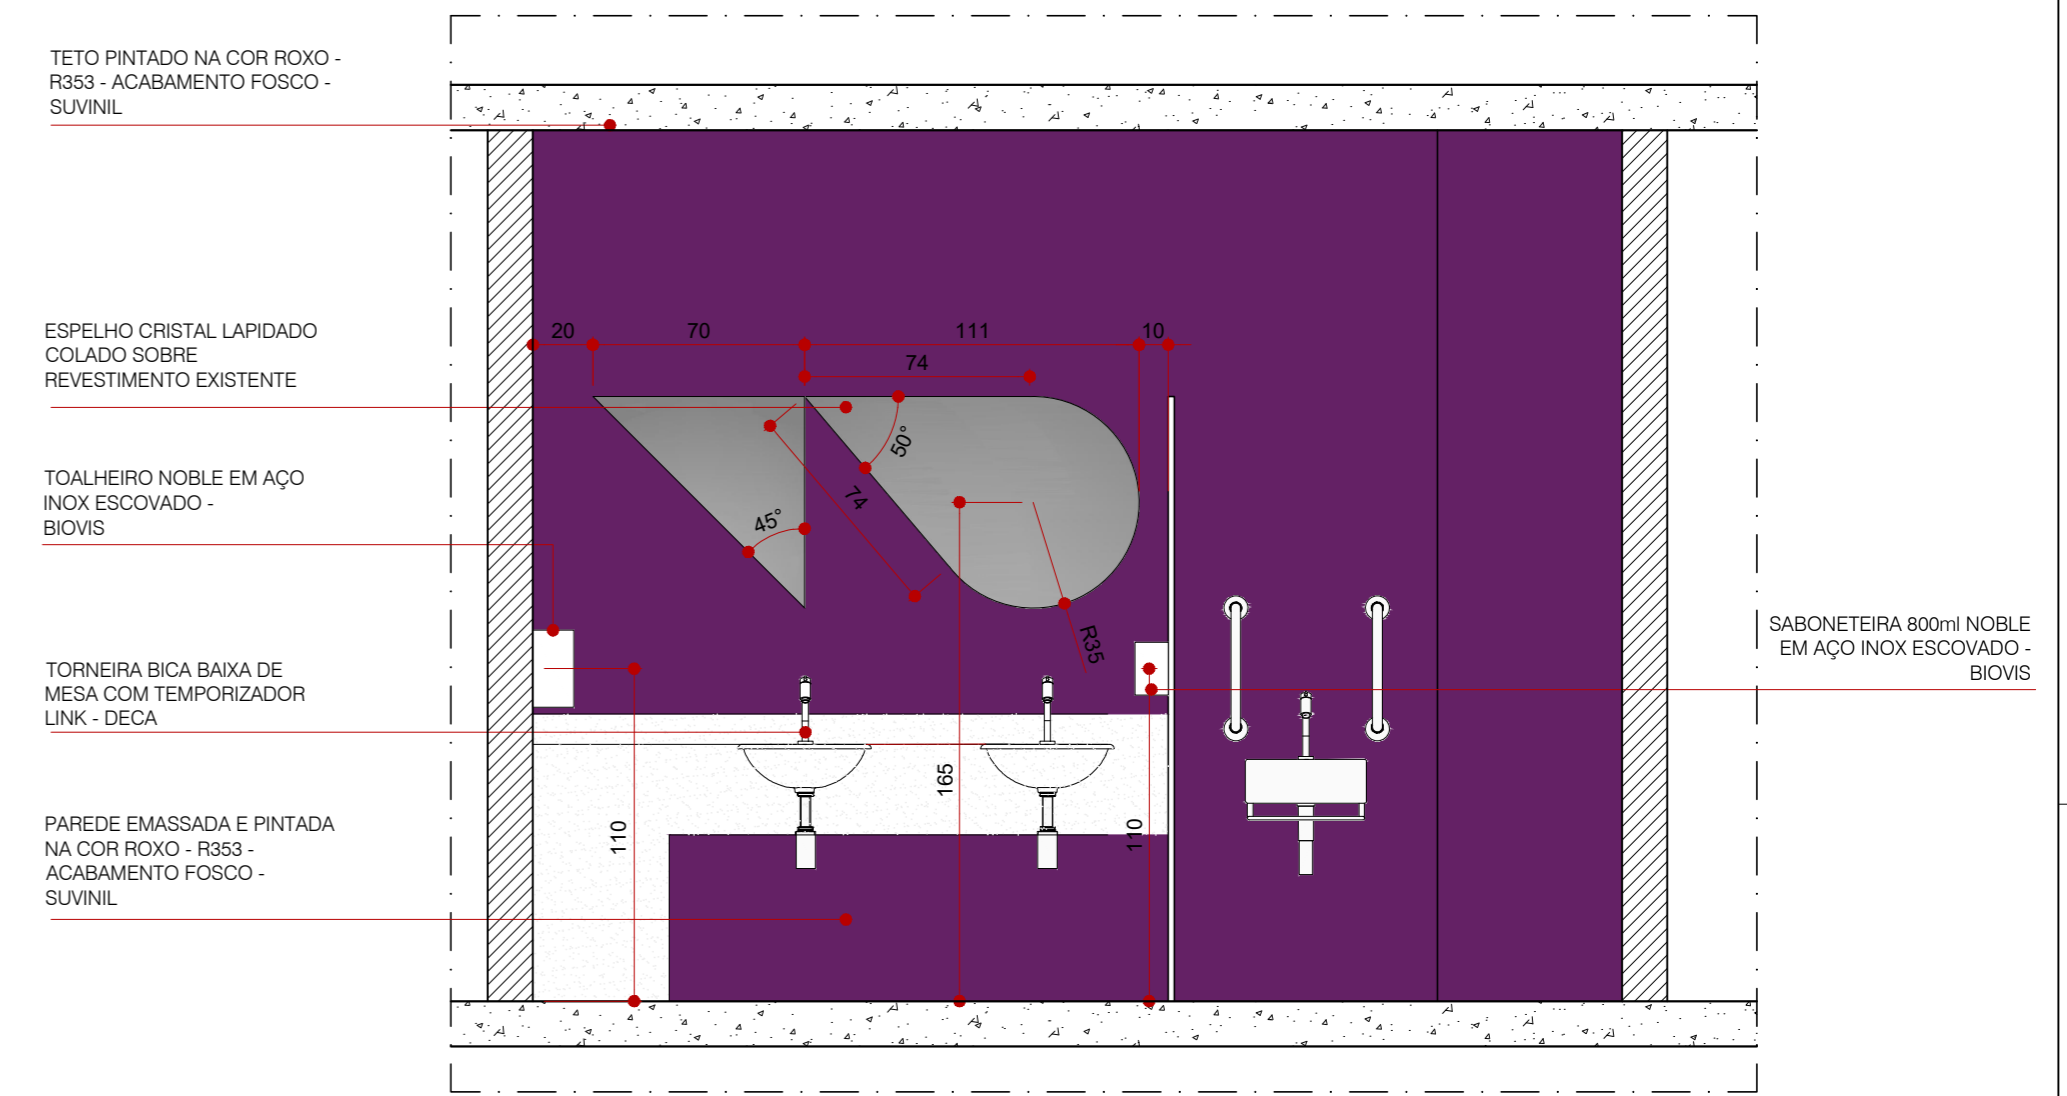 TETO PINTADO NA COR ROXO -
R353 - ACABAMENTO FOSCO -
SUVINIL
ESPELHO CRISTAL LAPIDADO
COLADO SOBRE
REVESTIMENTO EXISTENTE
TOALHEIRO NOBLE EM AÇO
INOX ESCOVADO -
BIOVIS
TORNEIRA BICA BAIXA DE
MESA COM TEMPORIZADOR
LINK - DECA
PAREDE EMASSADA E PINTADA
NA COR ROXO - R353 -
ACABAMENTO FOSCO -
SUVINIL
20
70
111
10
74
50°
74
45°
R35
165
110
110
SABONETEIRA 800ml NOBLE
EM AÇO INOX ESCOVADO -
BIOVIS